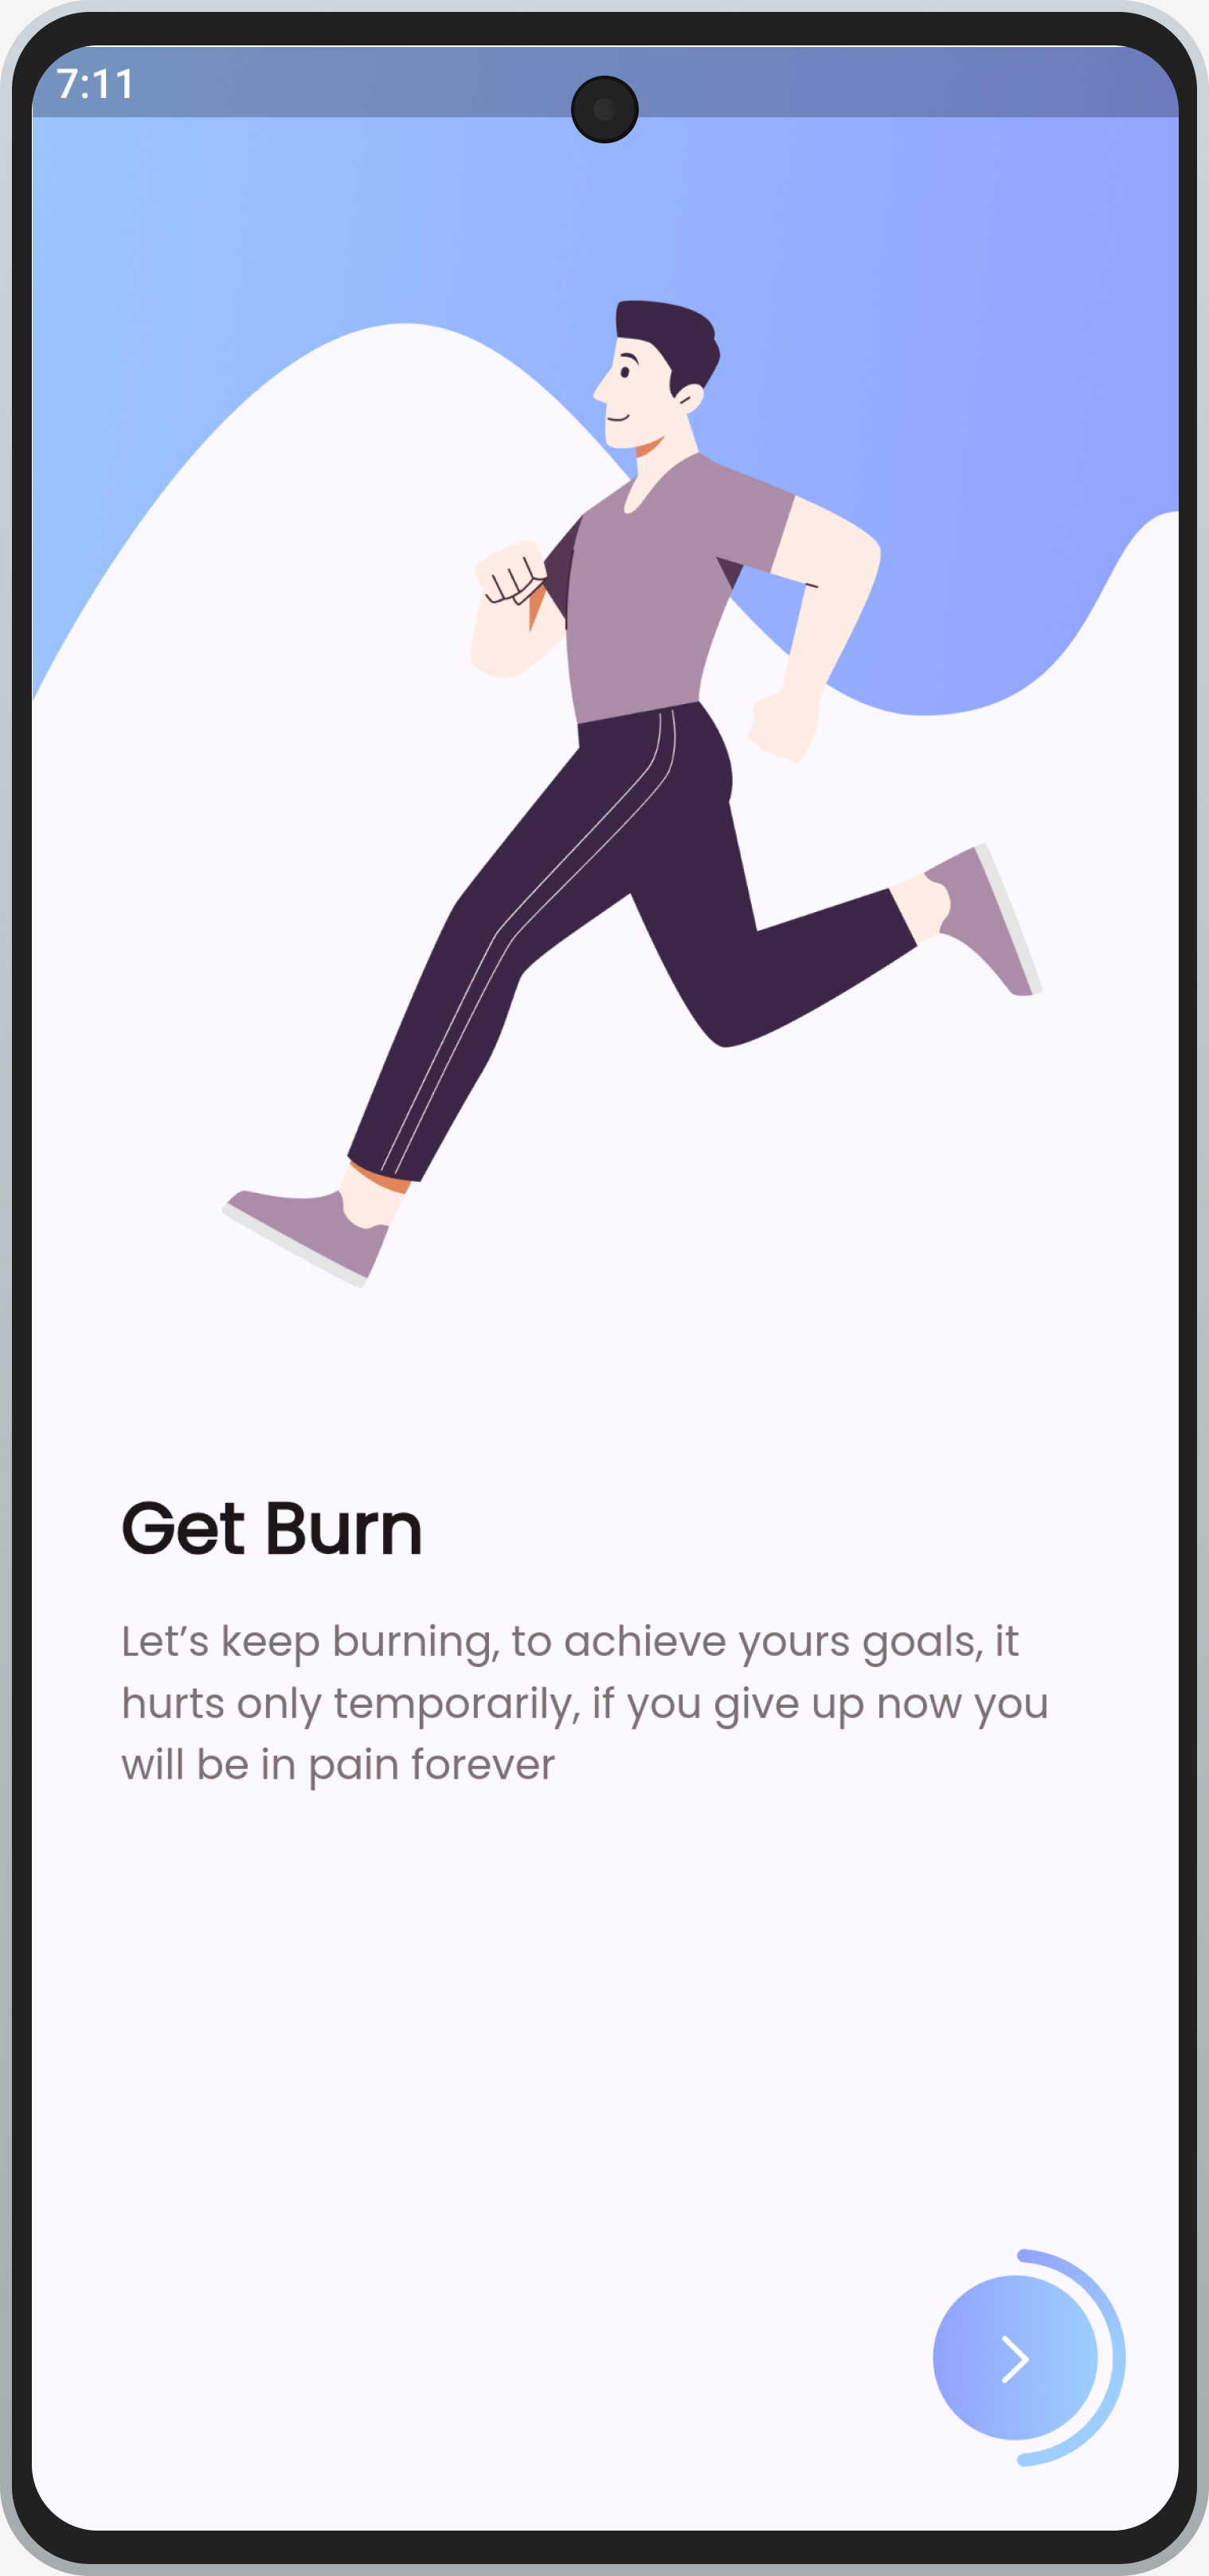 7:11
Get Burn
Let’s keep burning, to achieve yours goals, it
hurts only temporarily, if you give up now you
will be in pain forever